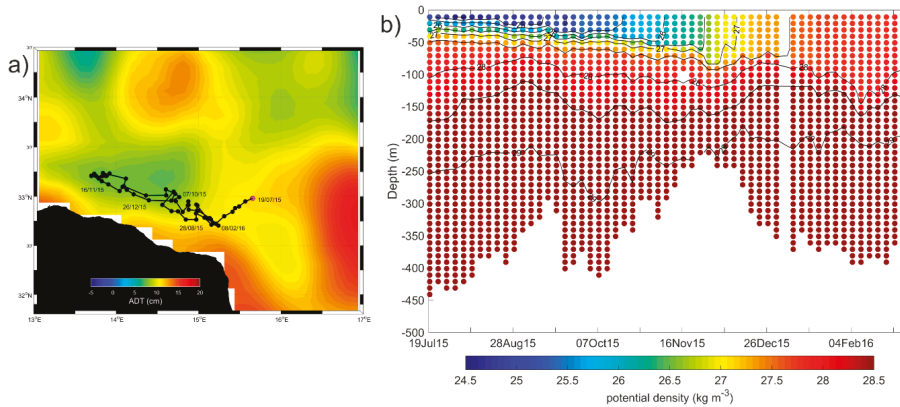 a)
34°N
33°N
30'
32°N
13°E
14°E
15°E
16°E
17°E
16/11/15
26/12/15
07/10/15
28/08/15
08/02/16
19/07/15
-5 0 5 10 15 20
ADT (cm)
b)
Depth (m)
0
-50
-100
-150
-200
-250
-300
-350
-400
-450
-500
27
28
19Jul15 28Aug15 07Oct15 16Nov15 26Dec15 04Feb16
24.5 25 25.5 26 26.5 27 27.5 28 28.5
potential density (kg m⁻³)